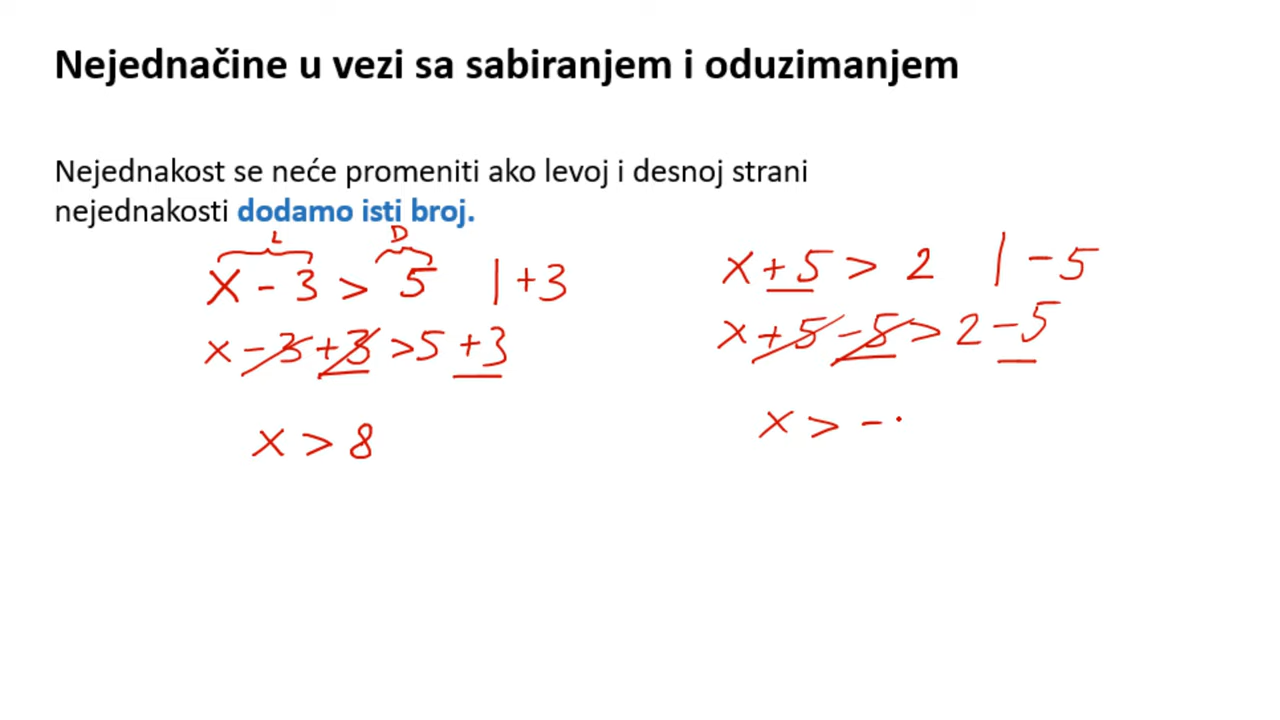 Nejednačine u vezi sa sabiranjem i oduzimanjem
Nejednakost se neće promeniti ako levoj i desnoj strani
nejednakosti dodamo isti broj.
L D
x - 3 > 5 | +3
x - 3 + 3 > 5 + 3
x > 8
x + 5 > 2 | - 5
x + 5 - 5 > 2 - 5
x > -